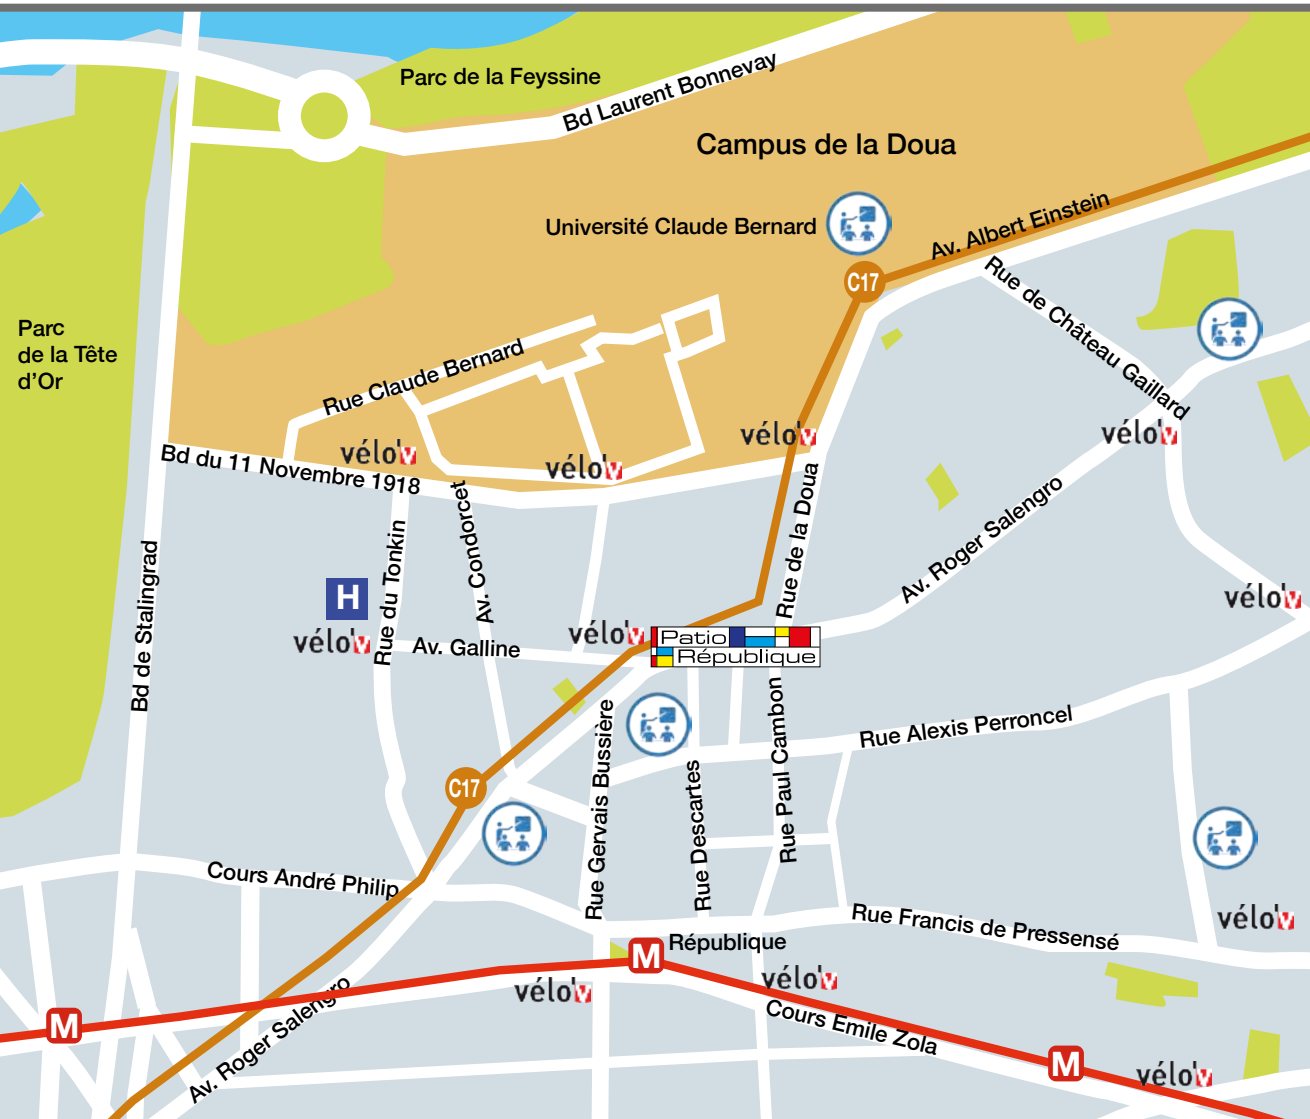 Parc de la Feyssine
Bd Laurent Bonnevay
Campus de la Doua
Université Claude Bernard
Av. Albert Einstein
C17
Rue de Château Gaillard
Parc
de la Tête
d'Or
Rue Claude Bernard
vélo'v
vélo'v
vélo'v
vélo'v
Bd du 11 Novembre 1918
Av. Condorcet
Rue de la Doua
Av. Roger Salengro
Rue du Tonkin
Bd de Stalingrad
H
vélo'v
vélo'v
vélo'v
Av. Galline
Patio
République
Rue Gervais Bussière
Rue Paul Cambon
Rue Alexis Perroncel
C17
Rue Descartes
Cours André Philip
Rue Francis de Pressensé
vélo'v
République
M
vélo'v
vélo'v
Av. Roger Salengro
M
Cours Emile Zola
M
vélo'v